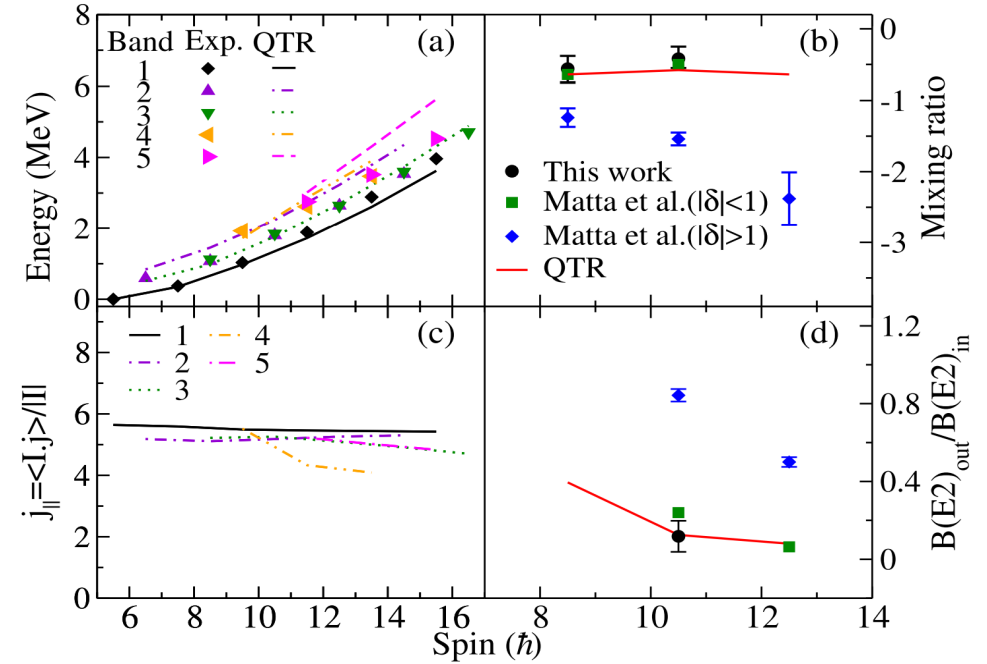 8
6
4
2
0
Energy (MeV)
Band Exp. QTR
1
2
3
4
5
(a)
(b)
0
-1
-2
-3
Mixing ratio
This work
Matta et al.(|δ|<1)
Matta et al.(|δ|>1)
QTR
8
6
4
2
0
j||=<I.j>/|I|
1
2
3
4
5
(c)
(d)
1.2
0.8
0.4
0
B(E2)out/B(E2)in
6 8 10 12 14 16
8 10 12 14
Spin (ħ)